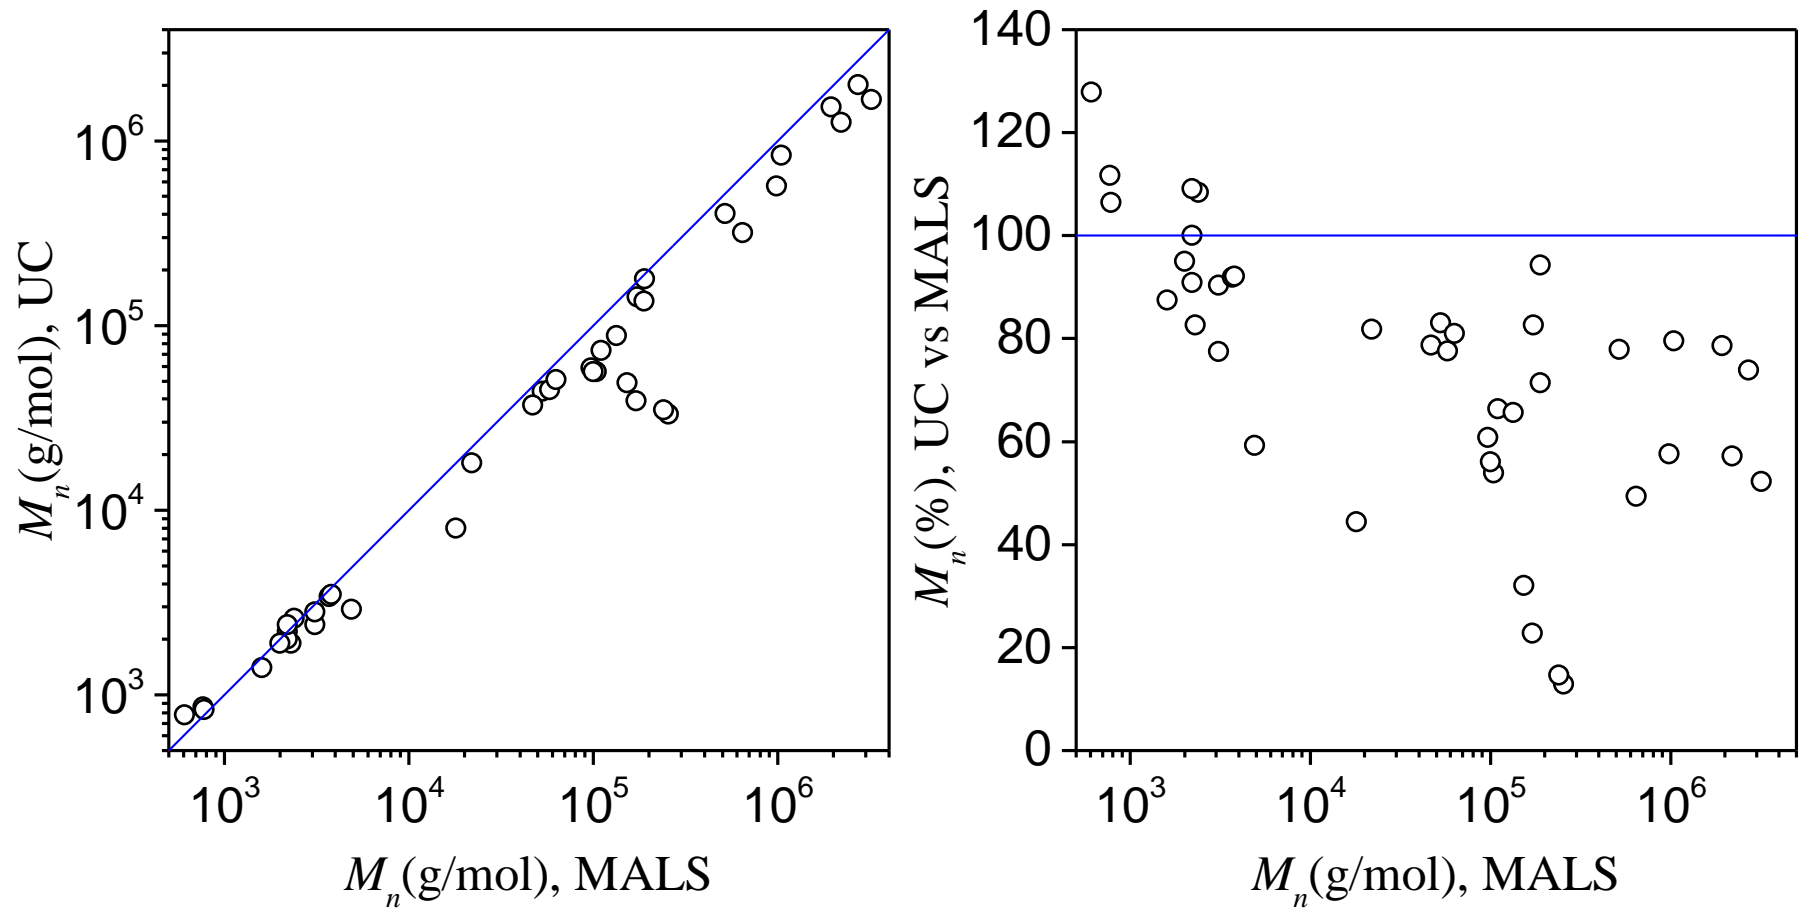 M_n(g/mol), UC
10^6
10^5
10^4
10^3
10^3 10^4 10^5 10^6
M_n(g/mol), MALS
M_n(%), UC vs MALS
140
120
100
80
60
40
20
0
10^3 10^4 10^5 10^6
M_n(g/mol), MALS